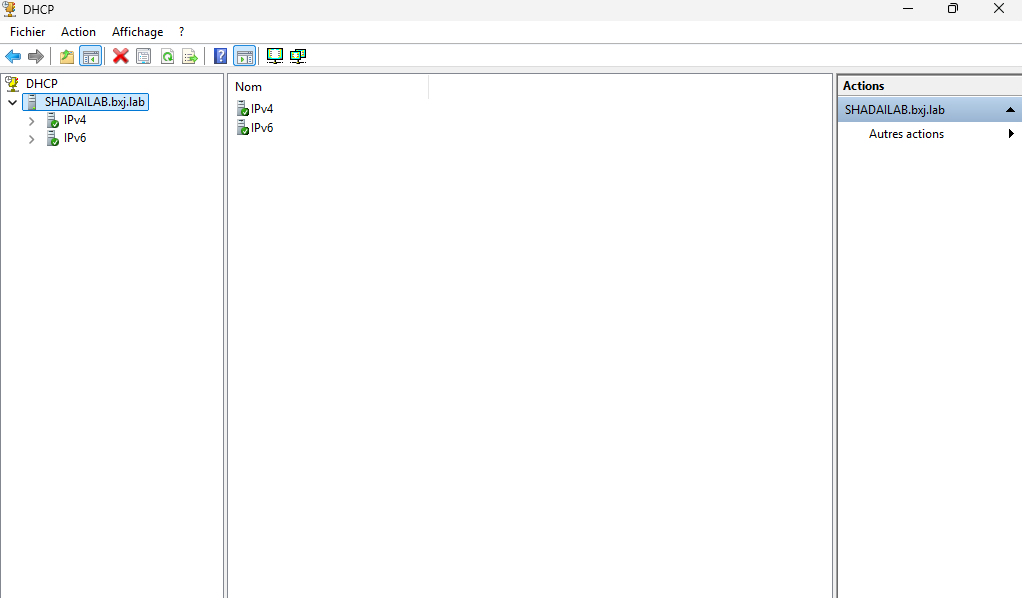 DHCP
Fichier Action Affichage ?
DHCP
SHADAILAB.bxj.lab
IPv4
IPv6
Nom
IPv4
IPv6
Actions
SHADAILAB.bxj.lab
Autres actions